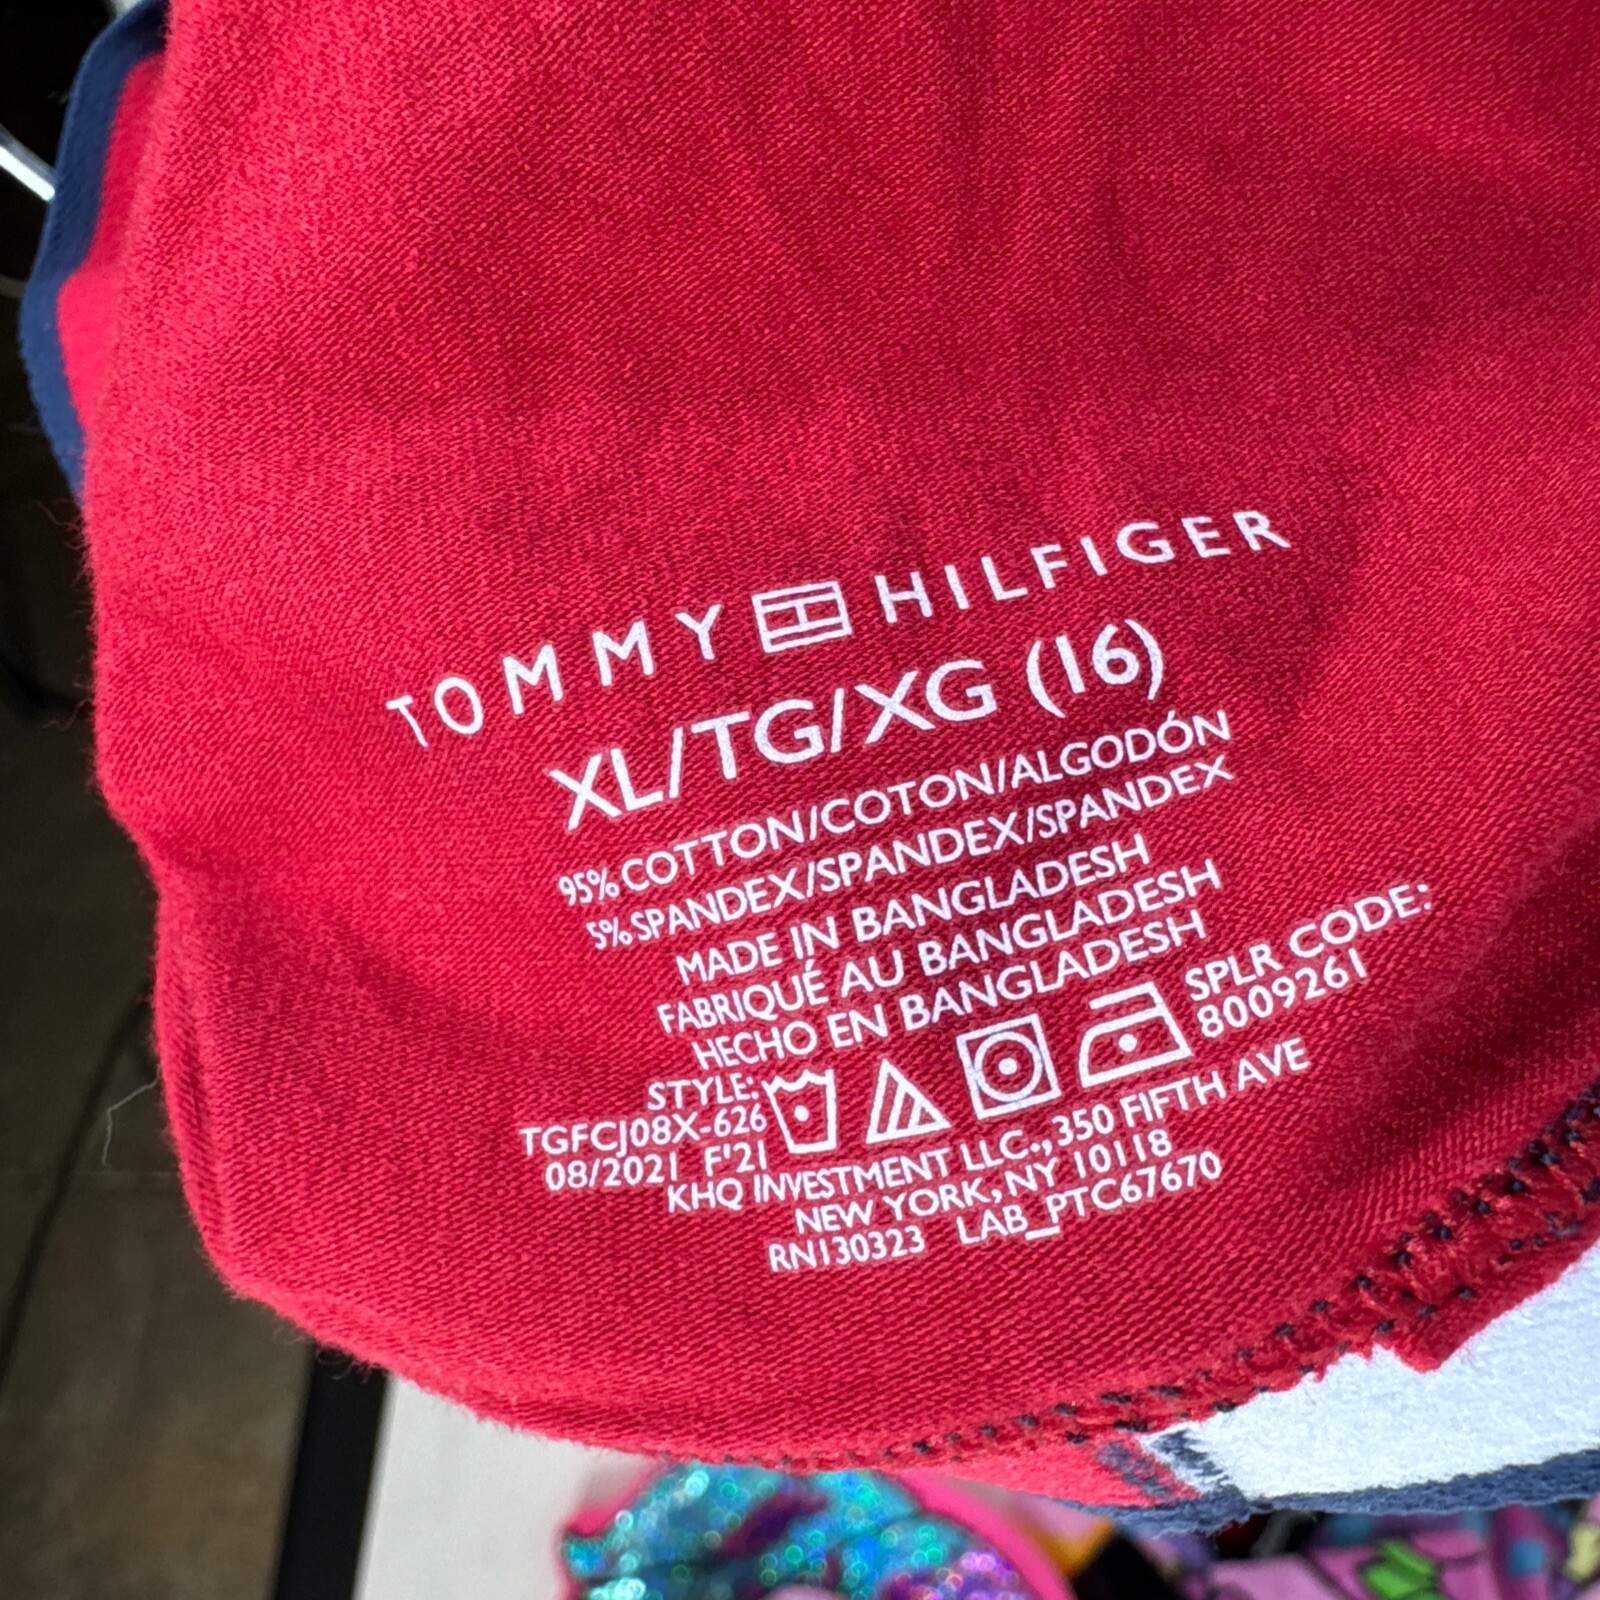 TOMMY HILFIGER
XL/TG/XG (16)
95% COTTON/COTON/ALGODÓN
5% SPANDEX/SPANDEX/SPANDEX
MADE IN BANGLADESH
FABRIQUÉ AU BANGLADESH
HECHO EN BANGLADESH
STYLE:
TGFCJ08X-626
08/2021 F'21
SPLR CODE:
8009261
KHQ INVESTMENT LLC., 350 FIFTH AVE
NEW YORK, NY 10118
RN130323 LAB_PTC67670